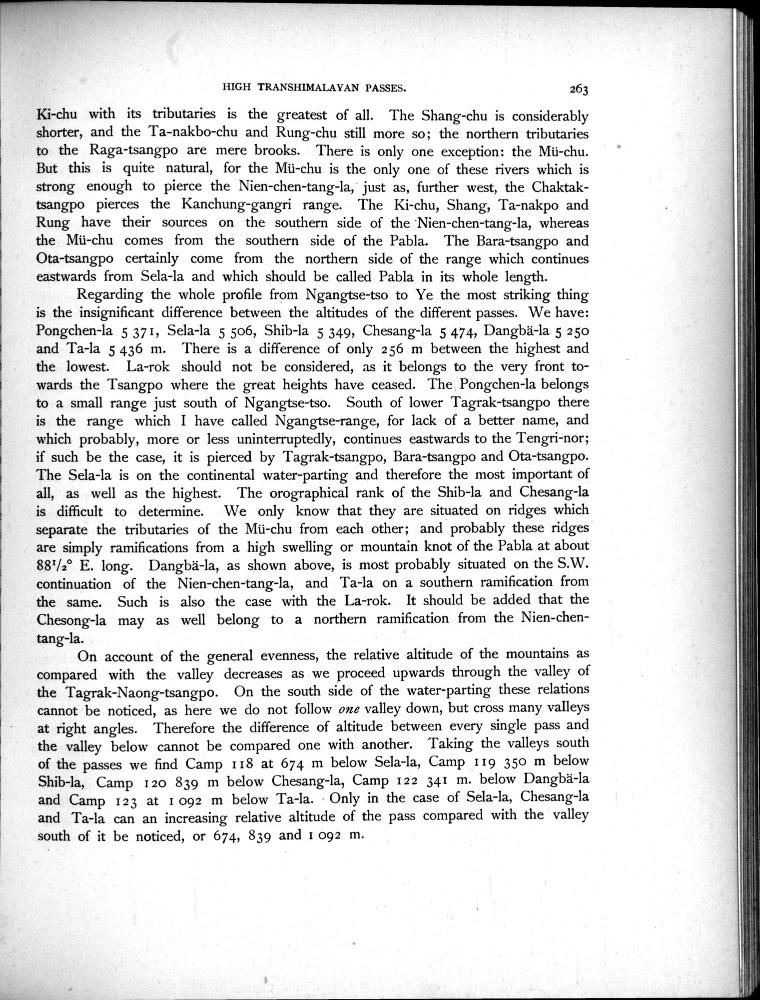 HIGH TRANSHIMALAYAN PASSES. 263
Ki-chu with its tributaries is the greatest of all. The Shang-chu is considerably
shorter, and the Ta-nakbo-chu and Rung-chu still more so; the northern tributaries
to the Raga-tsangpo are mere brooks. There is only one exception: the Mü-chu.
But this is quite natural, for the Mü-chu is the only one of these rivers which is
strong enough to pierce the Nien-chen-tang-la, just as, further west, the Chaktak-
tsangpo pierces the Kanchung-gangri range. The Ki-chu, Shang, Ta-nakpo and
Rung have their sources on the southern side of the Nien-chen-tang-la, whereas
the Mü-chu comes from the southern side of the Pabla. The Bara-tsangpo and
Ota-tsangpo certainly come from the northern side of the range which continues
eastwards from Sela-la and which should be called Pabla in its whole length.
Regarding the whole profile from Ngangtse-tso to Ye the most striking thing
is the insignificant difference between the altitudes of the different passes. We have:
Pongchen-la 5 371, Sela-la 5 506, Shib-la 5 349, Chesang-la 5 474, Dangbä-la 5 250
and Ta-la 5 436 m. There is a difference of only 256 m between the highest and
the lowest. La-rok should not be considered, as it belongs to the very front to-
wards the Tsangpo where the great heights have ceased. The Pongchen-la belongs
to a small range just south of Ngangtse-tso. South of lower Tagrak-tsangpo there
is the range which I have called Ngangtse-range, for lack of a better name, and
which probably, more or less uninterruptedly, continues eastwards to the Tengri-nor;
if such be the case, it is pierced by Tagrak-tsangpo, Bara-tsangpo and Ota-tsangpo.
The Sela-la is on the continental water-parting and therefore the most important of
all, as well as the highest. The orographical rank of the Shib-la and Chesang-la
is difficult to determine. We only know that they are situated on ridges which
separate the tributaries of the Mü-chu from each other; and probably these ridges
are simply ramifications from a high swelling or mountain knot of the Pabla at about
88¹/₂° E. long. Dangbä-la, as shown above, is most probably situated on the S.W.
continuation of the Nien-chen-tang-la, and Ta-la on a southern ramification from
the same. Such is also the case with the La-rok. It should be added that the
Chesong-la may as well belong to a northern ramification from the Nien-chen-
tang-la.
On account of the general evenness, the relative altitude of the mountains as
compared with the valley decreases as we proceed upwards through the valley of
the Tagrak-Naong-tsangpo. On the south side of the water-parting these relations
cannot be noticed, as here we do not follow one valley down, but cross many valleys
at right angles. Therefore the difference of altitude between every single pass and
the valley below cannot be compared one with another. Taking the valleys south
of the passes we find Camp 118 at 674 m below Sela-la, Camp 119 350 m below
Shib-la, Camp 120 839 m below Chesang-la, Camp 122 341 m. below Dangbä-la
and Camp 123 at 1 092 m below Ta-la. Only in the case of Sela-la, Chesang-la
and Ta-la can an increasing relative altitude of the pass compared with the valley
south of it be noticed, or 674, 839 and 1 092 m.